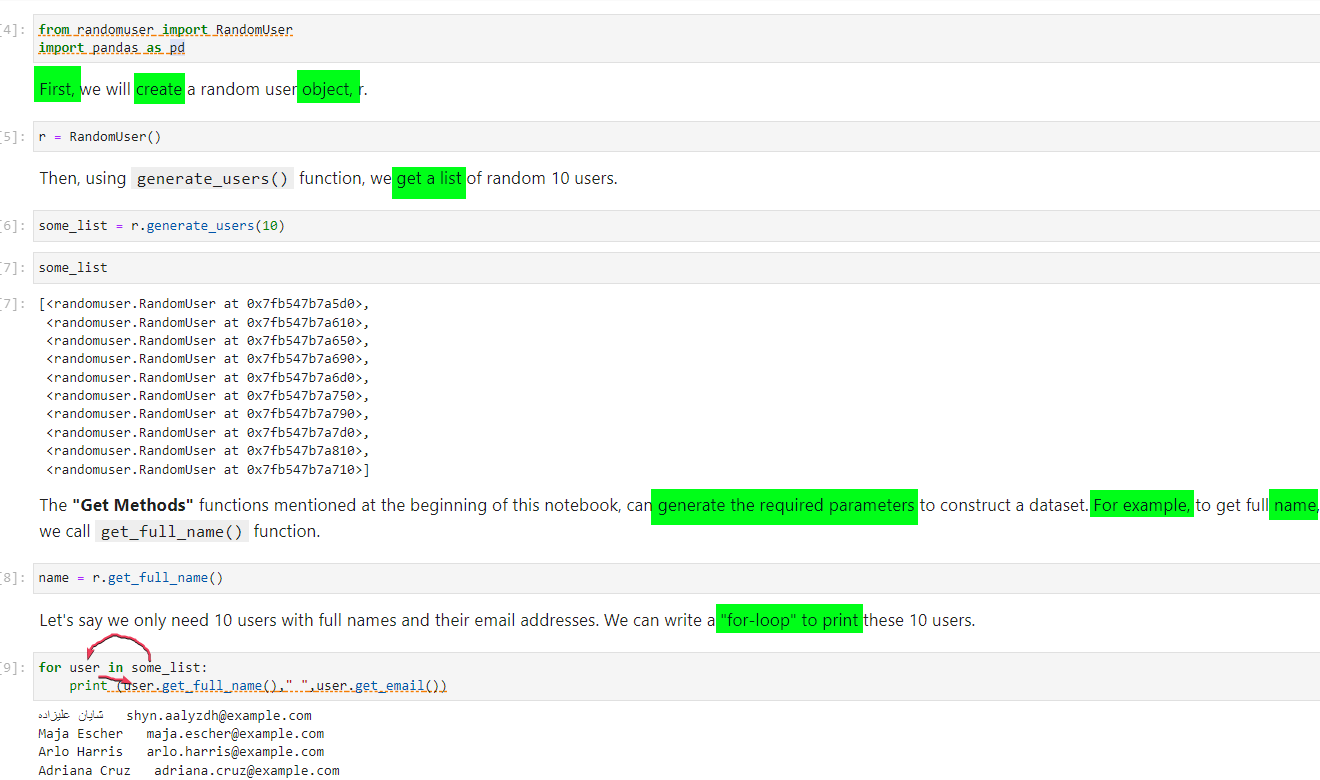 [4]: from randomuser import RandomUser
import pandas as pd
First, we will create a random user object, r.
[5]: r = RandomUser()
Then, using generate_users() function, we get a list of random 10 users.
[6]: some_list = r.generate_users(10)
[7]: some_list
[7]: [<randomuser.RandomUser at 0x7fb547b7a5d0>,
<randomuser.RandomUser at 0x7fb547b7a610>,
<randomuser.RandomUser at 0x7fb547b7a650>,
<randomuser.RandomUser at 0x7fb547b7a690>,
<randomuser.RandomUser at 0x7fb547b7a6d0>,
<randomuser.RandomUser at 0x7fb547b7a750>,
<randomuser.RandomUser at 0x7fb547b7a790>,
<randomuser.RandomUser at 0x7fb547b7a7d0>,
<randomuser.RandomUser at 0x7fb547b7a810>,
<randomuser.RandomUser at 0x7fb547b7a710>]
The "Get Methods" functions mentioned at the beginning of this notebook, can generate the required parameters to construct a dataset. For example, to get full name,
we call get_full_name() function.
[8]: name = r.get_full_name()
Let's say we only need 10 users with full names and their email addresses. We can write a "for-loop" to print these 10 users.
[9]: for user in some_list:
print (user.get_full_name()," ",user.get_email())
شایان علیزاده shyn.aalyzdh@example.com
Maja Escher maja.escher@example.com
Arlo Harris arlo.harris@example.com
Adriana Cruz adriana.cruz@example.com